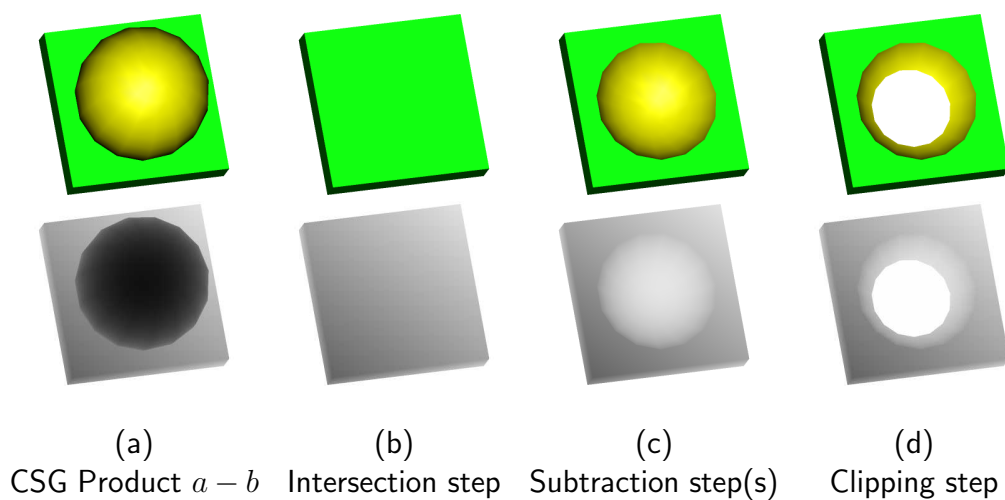 (a) (b) (c) (d)
CSG Product a − b Intersection step Subtraction step(s) Clipping step